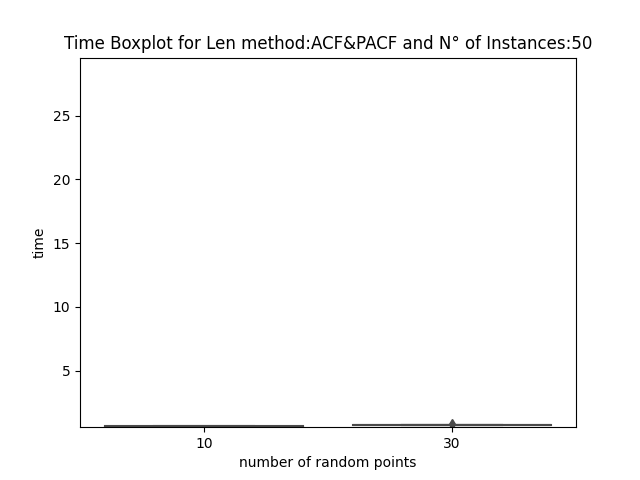 Time Boxplot for Len method:ACF&PACF and N° of Instances:50
25
20
15
10
5
time
10 30
number of random points